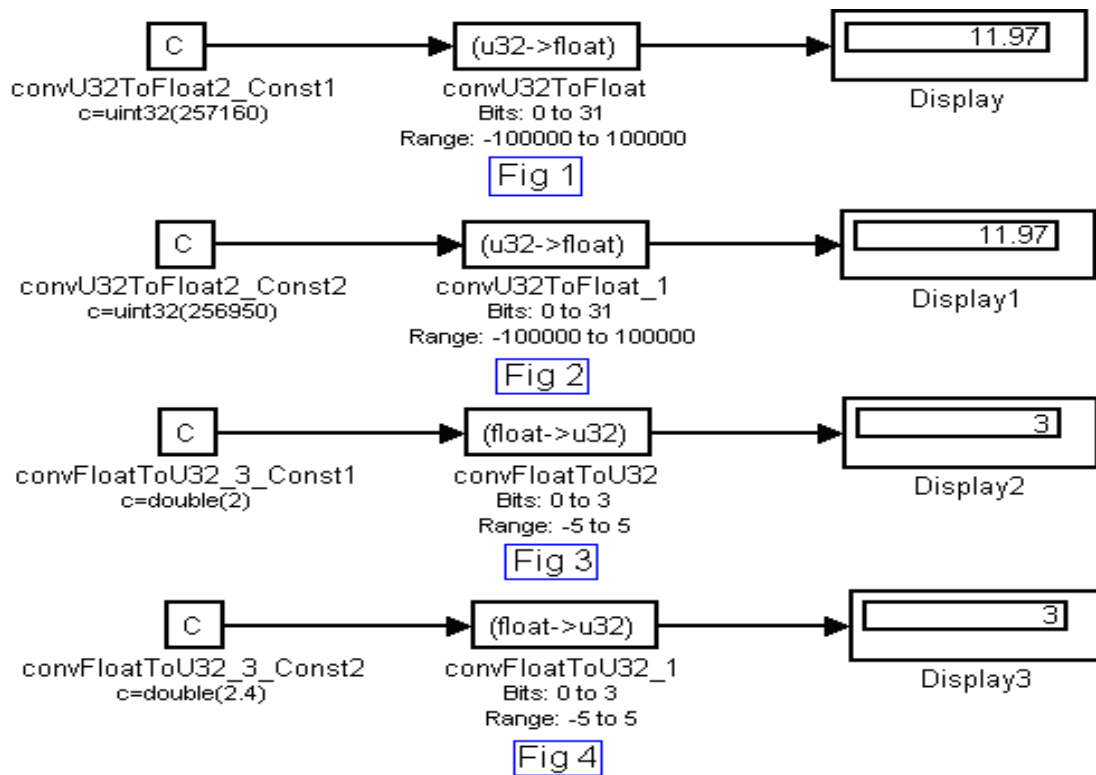 C
(u32->float)
11.97
convU32ToFloat2_Const1
c=uint32(257160)
convU32ToFloat
Bits: 0 to 31
Range: -100000 to 100000
Display
Fig 1
C
(u32->float)
11.97
convU32ToFloat2_Const2
c=uint32(256950)
convU32ToFloat_1
Bits: 0 to 31
Range: -100000 to 100000
Display1
Fig 2
C
(float->u32)
3
convFloatToU32_3_Const1
c=double(2)
convFloatToU32
Bits: 0 to 3
Range: -5 to 5
Display2
Fig 3
C
(float->u32)
3
convFloatToU32_3_Const2
c=double(2.4)
convFloatToU32_1
Bits: 0 to 3
Range: -5 to 5
Display3
Fig 4